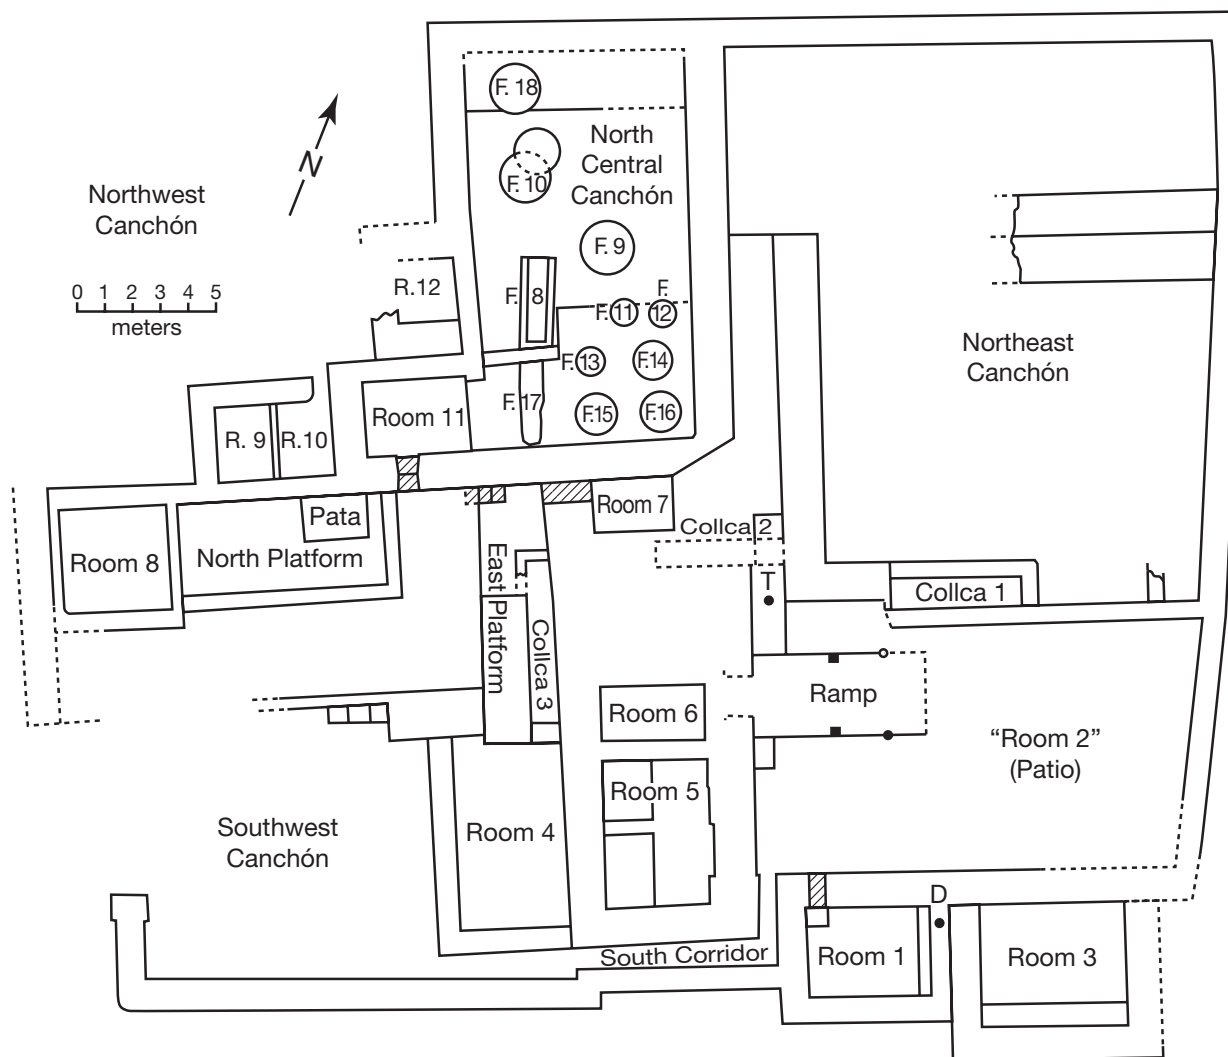 F. 18
North
Central
Canchón
F. 10
N
Northwest
Canchón
F. 9
R.12
F. 8
F.
F. 11
12
0 1 2 3 4 5
meters
Northeast
Canchón
F. 13
F.14
F. 17
F.15
F.16
Room 11
R. 9
R.10
Pata
Room 7
Collca 2
Room 8
North Platform
East Platform
T
Collca 1
Collca 3
Ramp
Room 6
“Room 2”
(Patio)
Room 5
Southwest
Canchón
Room 4
D
South Corridor
Room 1
Room 3